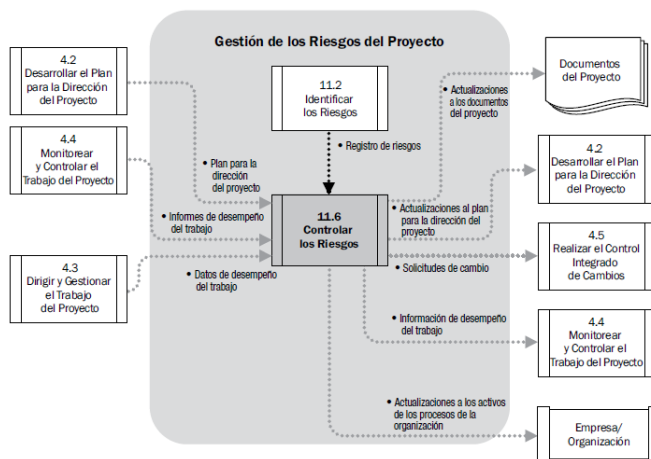 Gestión de los Riesgos del Proyecto
4.2
Desarrollar el Plan
para la Dirección
del Proyecto
4.4
Monitorear
y Controlar el
Trabajo del Proyecto
4.3
Dirigir y Gestionar
el Trabajo
del Proyecto
11.2
Identificar
los Riesgos
• Registro de riesgos
• Plan para la
dirección
del proyecto
• Informes de desempeño
del trabajo
• Datos de desempeño
del trabajo
11.6
Controlar
los Riesgos
• Actualizaciones
a los documentos
del proyecto
• Actualizaciones al plan
para la dirección del
proyecto
• Solicitudes de cambio
• Información de desempeño
del trabajo
• Actualizaciones a los activos
de los procesos de la
organización
Documentos
del Proyecto
4.2
Desarrollar el Plan
para la Dirección
del Proyecto
4.5
Realizar el Control
Integrado
de Cambios
4.4
Monitorear
y Controlar el
Trabajo del Proyecto
Empresa/
Organización